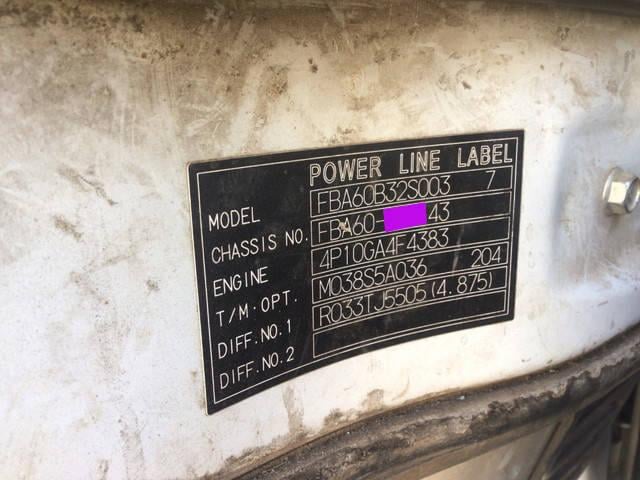 POWER LINE LABEL
MODEL FBA60B32S003 7
CHASSIS NO. FBA60- 43
ENGINE 4P10GA4F4383
T/M・OPT. M038S5A036 204
DIFF.NO.1 R033TJ5505(4.875)
DIFF.NO.2